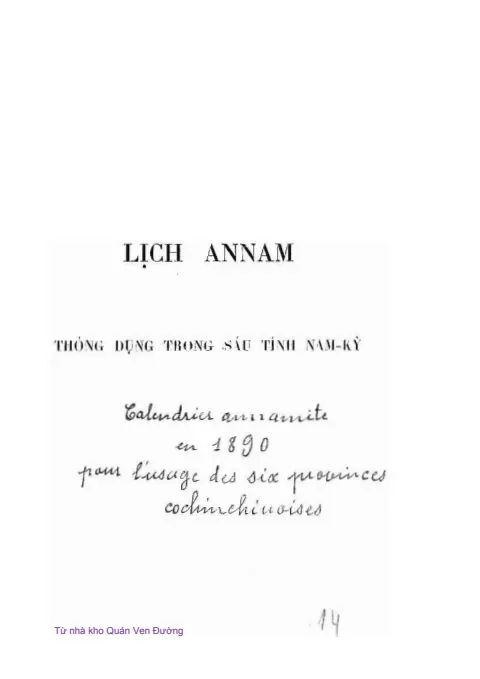 LỊCH ANNAM
THÔNG DỤNG TRONG SÁU TỈNH NAM-KỲ
Calendrier annamite
en 1890
pour l'usage des six provinces
cochinchinoises
14
Từ nhà kho Quán Ven Đường